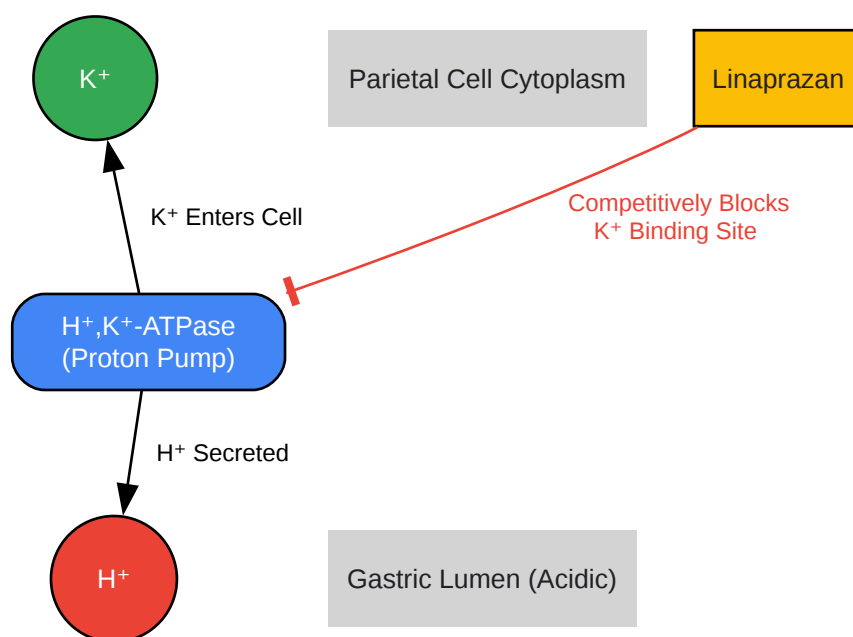 K⁺
Parietal Cell Cytoplasm
Linaprazan
K⁺ Enters Cell
Competitively Blocks
K⁺ Binding Site
H⁺,K⁺-ATPase
(Proton Pump)
H⁺ Secreted
H⁺
Gastric Lumen (Acidic)